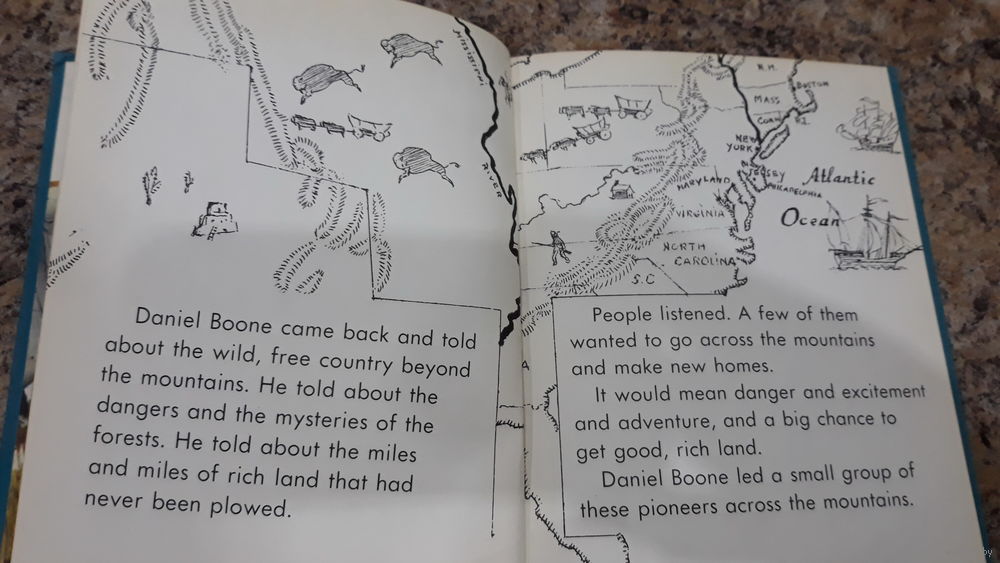 MISSISSIPPI
RIVER
Daniel Boone came back and told
about the wild, free country beyond
the mountains. He told about the
dangers and the mysteries of the
forests. He told about the miles
and miles of rich land that had
never been plowed.
N.H.
BOSTON
MASS
CONN
R.I.
NEW
YORK
N. JERSEY
PHILADELPHIA
MARYLAND
VIRGINIA
NORTH
CAROLINA
S.C
Atlantic
Ocean
People listened. A few of them
wanted to go across the mountains
and make new homes.
It would mean danger and excitement
and adventure, and a big chance to
get good, rich land.
Daniel Boone led a small group of
these pioneers across the mountains.